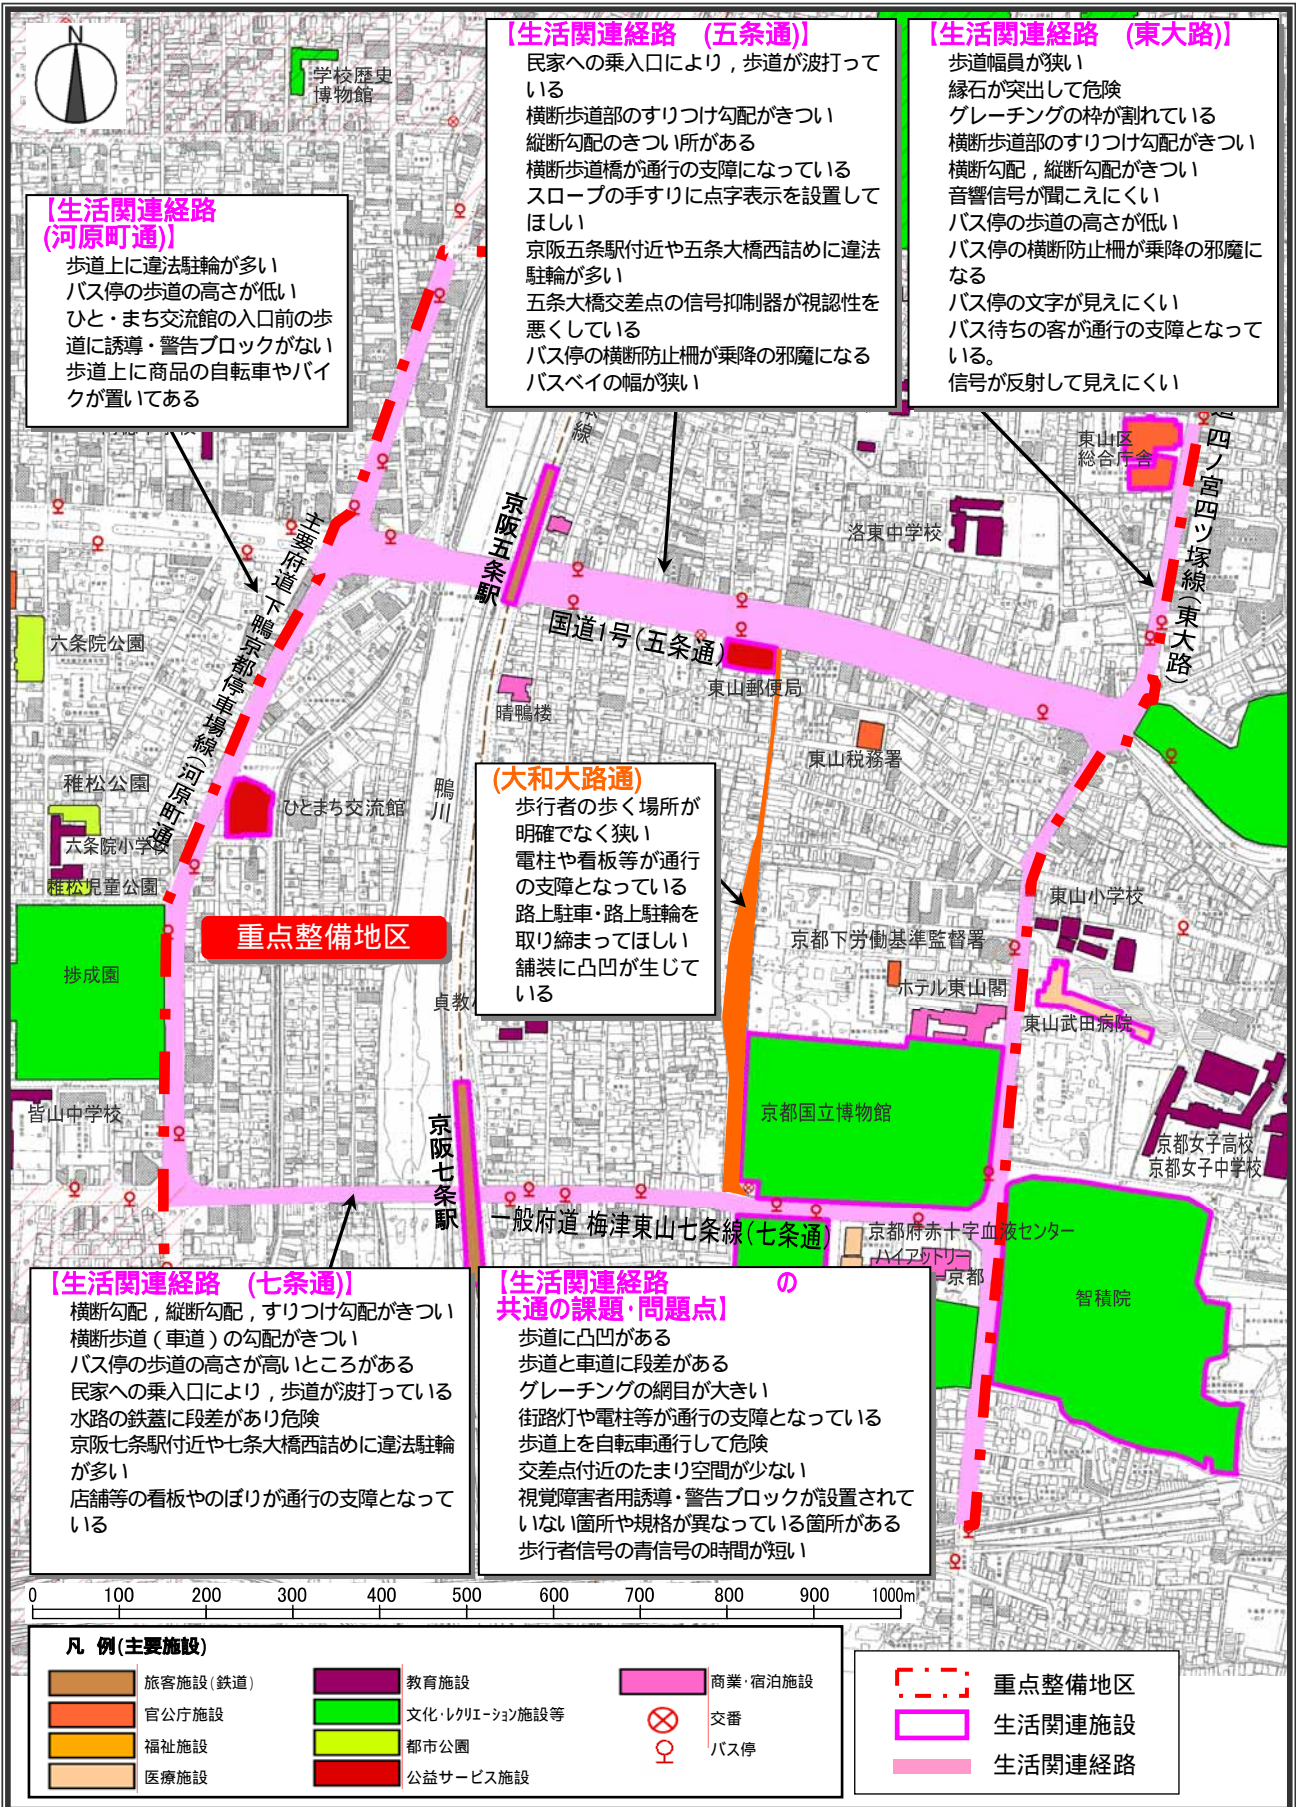 N
学校歴史
博物館
【生活関連経路 (五条通)】
民家への乗入口により，歩道が波打って
いる
横断歩道部のすりつけ勾配がきつい
縦断勾配のきつい所がある
横断歩道橋が通行の支障になっている
スロープの手すりに点字表示を設置して
ほしい
京阪五条駅付近や五条大橋西詰めに違法
駐輪が多い
五条大橋交差点の信号抑制器が視認性を
悪くしている
バス停の横断防止柵が乗降の邪魔になる
バスベイの幅が狭い
【生活関連経路 (東大路)】
歩道幅員が狭い
縁石が突出して危険
グレーチングの枠が割れている
横断歩道部のすりつけ勾配がきつい
横断勾配，縦断勾配がきつい
音響信号が聞こえにくい
バス停の歩道の高さが低い
バス停の横断防止柵が乗降の邪魔に
なる
バス停の文字が見えにくい
バス待ちの客が通行の支障となって
いる。
信号が反射して見えにくい
【生活関連経路
(河原町通)】
歩道上に違法駐輪が多い
バス停の歩道の高さが低い
ひと・まち交流館の入口前の歩
道に誘導・警告ブロックがない
歩道上に商品の自転車やバイ
クが置いてある
本線
京阪五条駅
主要府道 下鴨京都停車場線(河原町通
東山区
総合庁舎
道四ノ宮四ツ塚線(東大路)
洛東中学校
国道1号(五条通)
六条院公園
東山郵便局
晴鴨楼
東山税務署
稚松公園
ひとまち交流館
鴨川
六条院小学校
稚松児童公園
(大和大路通)
歩行者の歩く場所が
明確でなく狭い
電柱や看板等が通行
の支障となっている
路上駐車・路上駐輪を
取り締まってほしい
舗装に凸凹が生じて
いる
東山小学校
重点整備地区
京都下労働基準監督署
渉成園
ホテル東山閣
貞教小
東山武田病院
皆山中学校
京都国立博物館
京都女子高校
京都女子中学校
京阪七条駅
一般府道 梅津東山七条線(七条通)
京都府赤十字血液センター
ハイアットリー
京都
智積院
【生活関連経路 (七条通)】
横断勾配，縦断勾配，すりつけ勾配がきつい
横断歩道（車道）の勾配がきつい
バス停の歩道の高さが高いところがある
民家への乗入口により，歩道が波打っている
水路の鉄蓋に段差があり危険
京阪七条駅付近や七条大橋西詰めに違法駐輪
が多い
店舗等の看板やのぼりが通行の支障となって
いる
【生活関連経路 の
共通の課題・問題点】
歩道に凸凹がある
歩道と車道に段差がある
グレーチングの網目が大きい
街路灯や電柱等が通行の支障となっている
歩道上を自転車通行して危険
交差点付近のたまり空間が少ない
視覚障害者用誘導・警告ブロックが設置されて
いない箇所や規格が異なっている箇所がある
歩行者信号の青信号の時間が短い
0 100 200 300 400 500 600 700 800 900 1000m
凡 例(主要施設)
旅客施設(鉄道)
官公庁施設
福祉施設
医療施設
教育施設
文化・レクリエーション施設等
都市公園
公益サービス施設
商業・宿泊施設
交番
バス停
重点整備地区
生活関連施設
生活関連経路